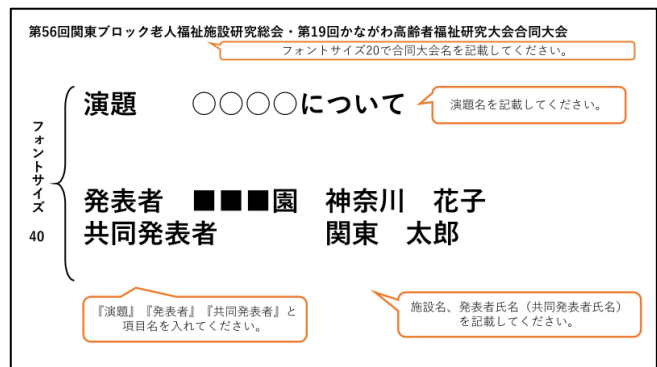 第56回関東ブロック老人福祉施設研究総会・第19回かながわ高齢者福祉研究大会合同大会
フォントサイズ20で合同大会名を記載してください。
演題　○○○○について
演題名を記載してください。
フォントサイズ
40
発表者　■■■園　神奈川　花子
共同発表者　関東　太郎
『演題』『発表者』『共同発表者』と
項目名を入れてください。
施設名、発表者氏名（共同発表者氏名）
を記載してください。